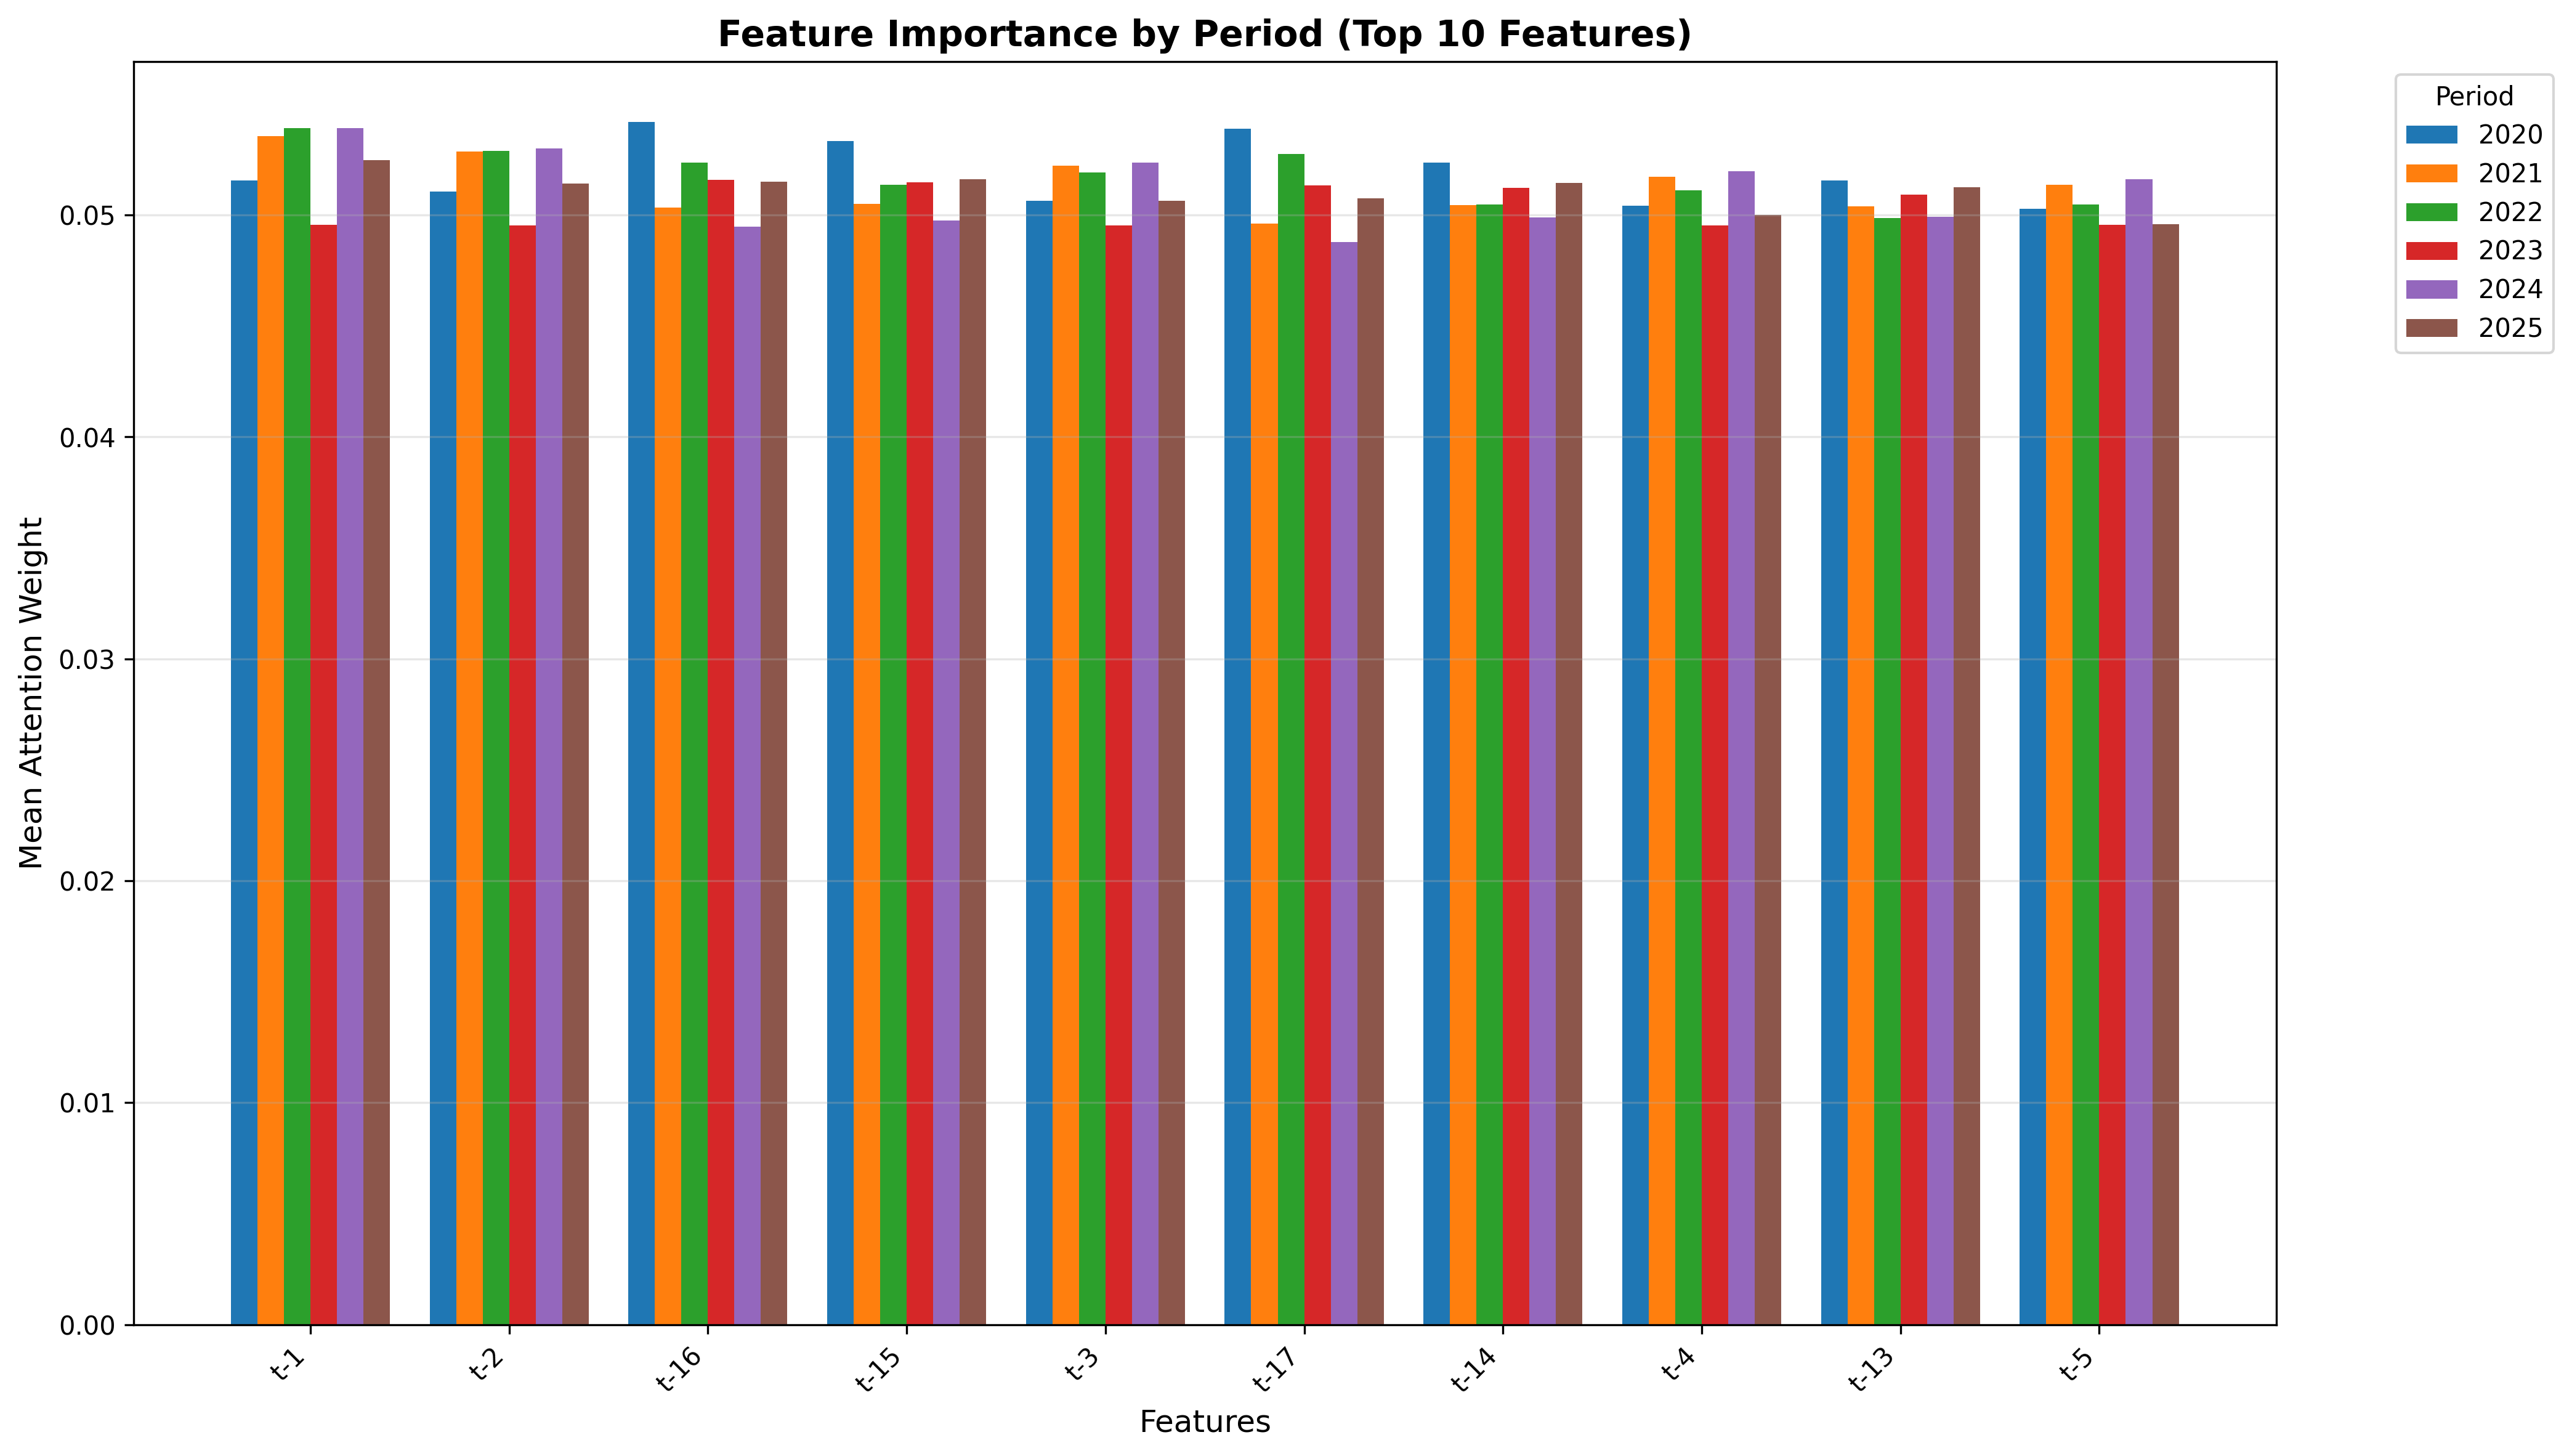 Feature Importance by Period (Top 10 Features)
Period
2020
2021
2022
2023
2024
2025
Mean Attention Weight
0.05
0.04
0.03
0.02
0.01
0.00
t-1
t-2
t-16
t-15
t-3
t-17
t-14
t-4
t-13
t-5
Features